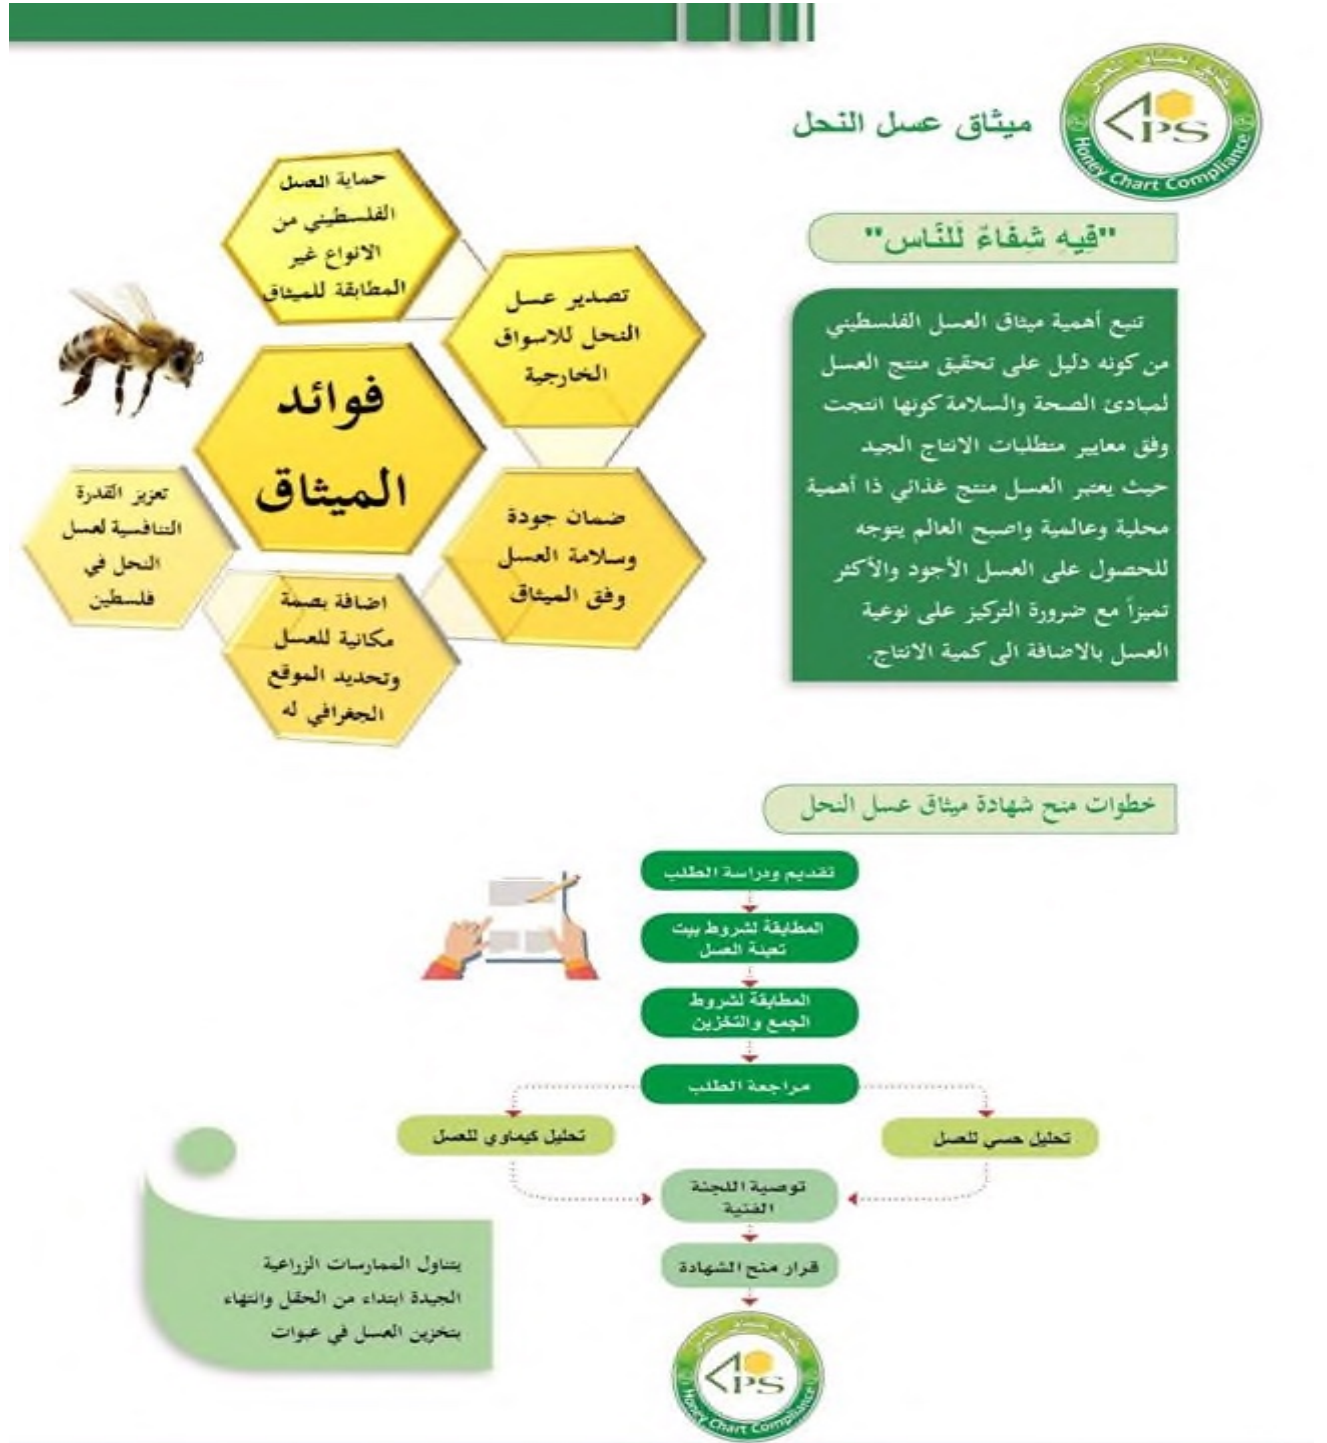 مطابق لميثاق العسل
APS
Honey Chart Compliance
ميثاق عسل النحل
"فِيهِ شِفَاءٌ لَلنَّاس"
تنبع أهمية ميثاق العسل الفلسطيني
من كونه دليل على تحقيق منتج العسل
لمبادئ الصحة والسلامة كونها انتجت
وفق معايير متطلبات الانتاج الجيد
حيث يعتبر العسل منتج غذائي ذا أهمية
محلية وعالمية واصبح العالم يتوجه
للحصول على العسل الأجود والأكثر
تميزاً مع ضرورة التركيز على نوعية
العسل بالاضافة الى كمية الانتاج.
فوائد
الميثاق
حماية العسل
الفلسطيني من
الانواع غير
المطابقة للميثاق
تصدير عسل
النحل للاسواق
الخارجية
ضمان جودة
وسلامة العسل
وفق الميثاق
اضافة بصمة
مكانية للعسل
وتحديد الموقع
الجغرافي له
تعزيز القدرة
التنافسية لعسل
النحل في
فلسطين
خطوات منح شهادة ميثاق عسل النحل
تقديم ودراسة الطلب
المطابقة لشروط بيت
تعبئة العسل
المطابقة لشروط
الجمع والتخزين
مراجعة الطلب
تحليل حسي للعسل
تحليل كيماوي للعسل
توصية اللجنة
الفنية
قرار منح الشهادة
APS
Honey Chart Compliance
يتناول الممارسات الزراعية
الجيدة ابتداء من الحقل وانتهاء
بتخزين العسل في عبوات